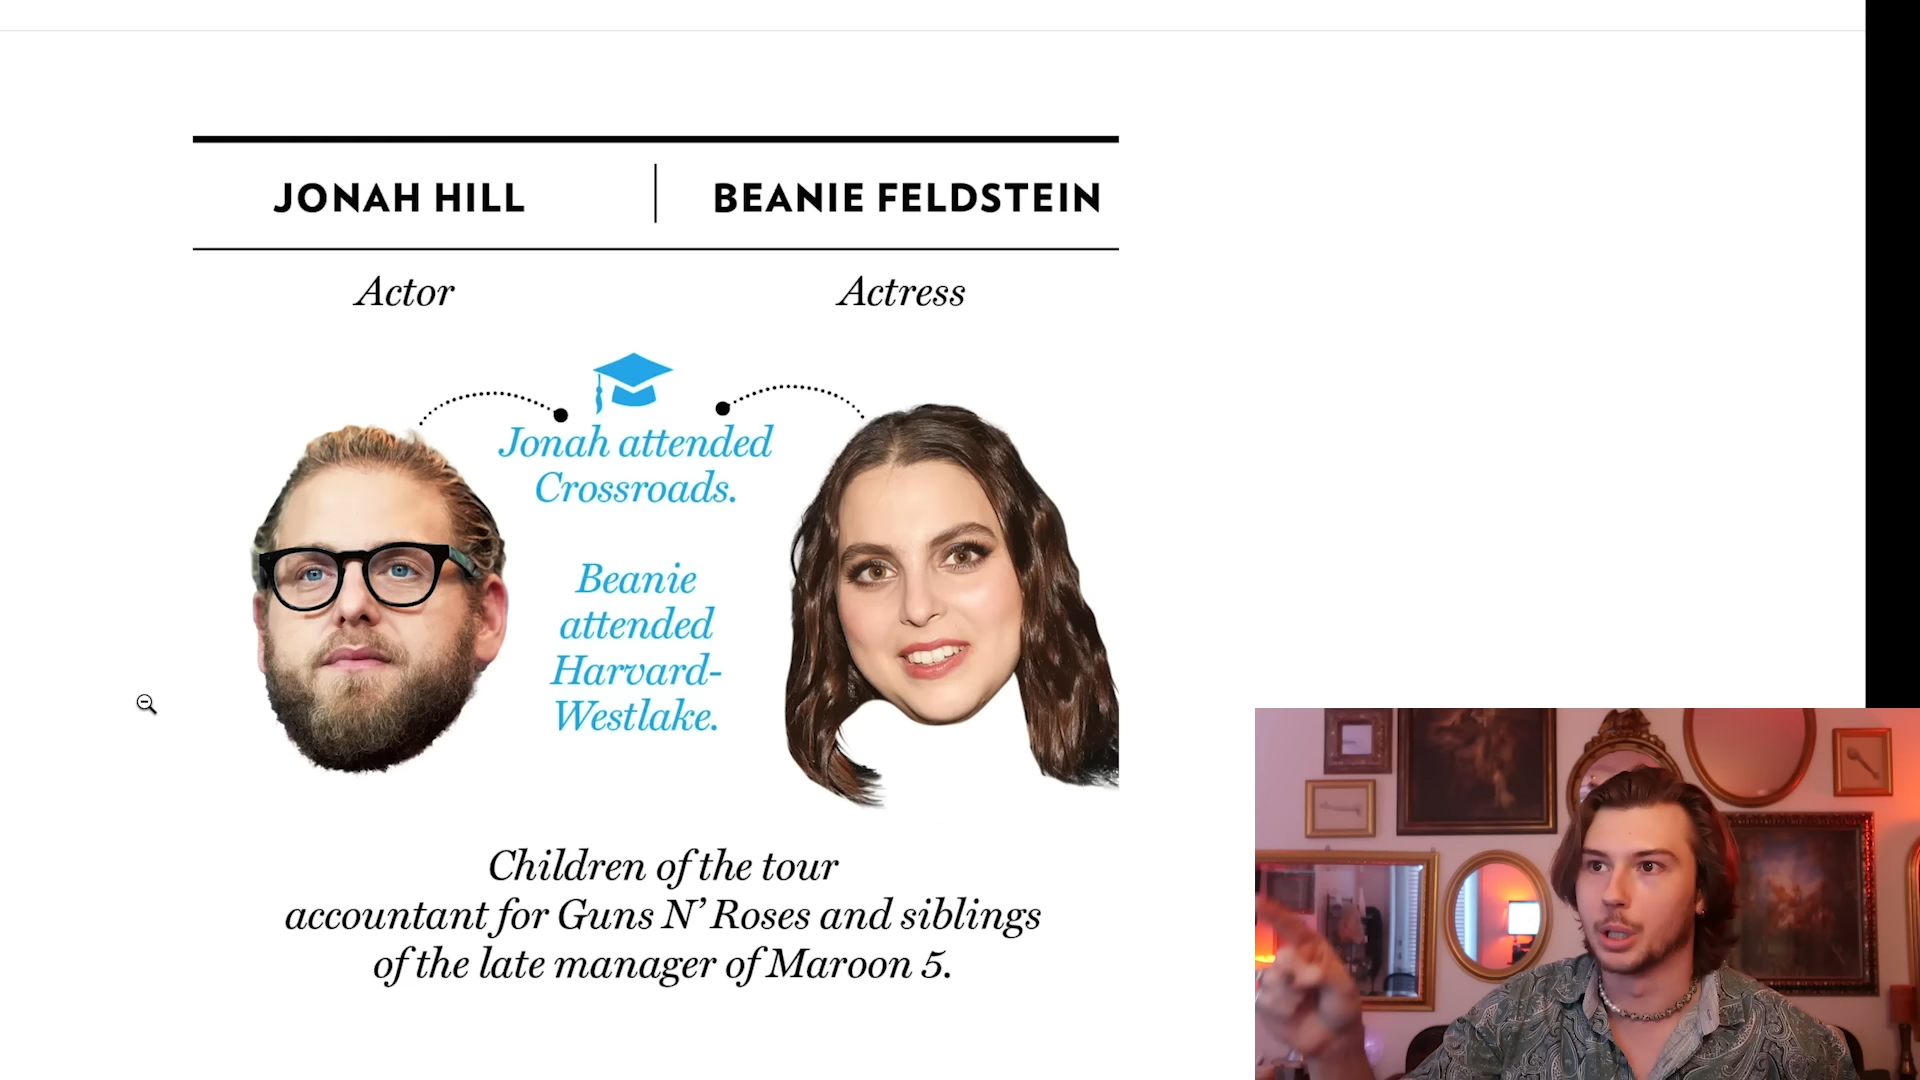 JONAH HILL
BEANIE FELDSTEIN
Actor
Actress
Jonah attended
Crossroads.
Beanie
attended
Harvard-
Westlake.
Children of the tour
accountant for Guns N’ Roses and siblings
of the late manager of Maroon 5.